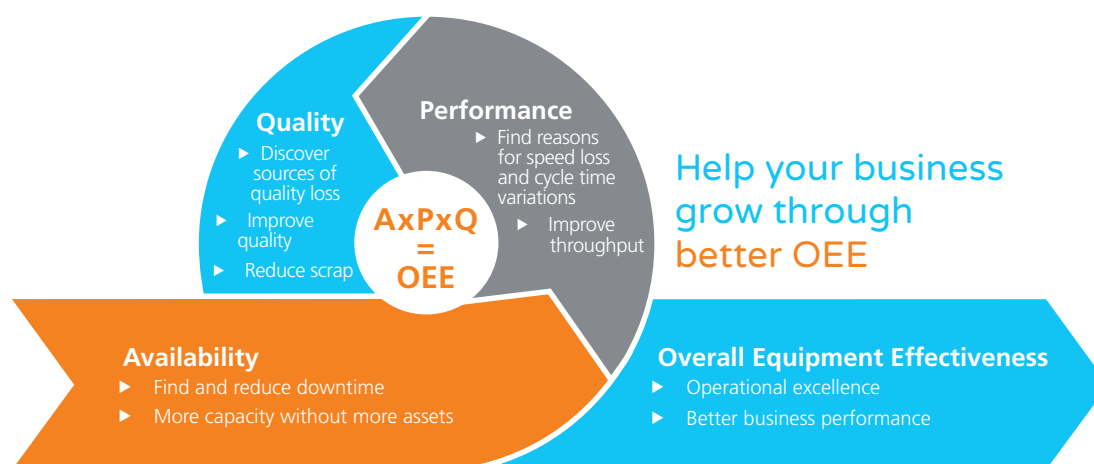 Quality
▶ Discover
sources of
quality loss
▶ Improve
quality
▶ Reduce scrap
Performance
▶ Find reasons
for speed loss
and cycle time
variations
▶ Improve
throughput
AxPxQ
=
OEE
Help your business
grow through
better OEE
Availability
▶ Find and reduce downtime
▶ More capacity without more assets
Overall Equipment Effectiveness
▶ Operational excellence
▶ Better business performance